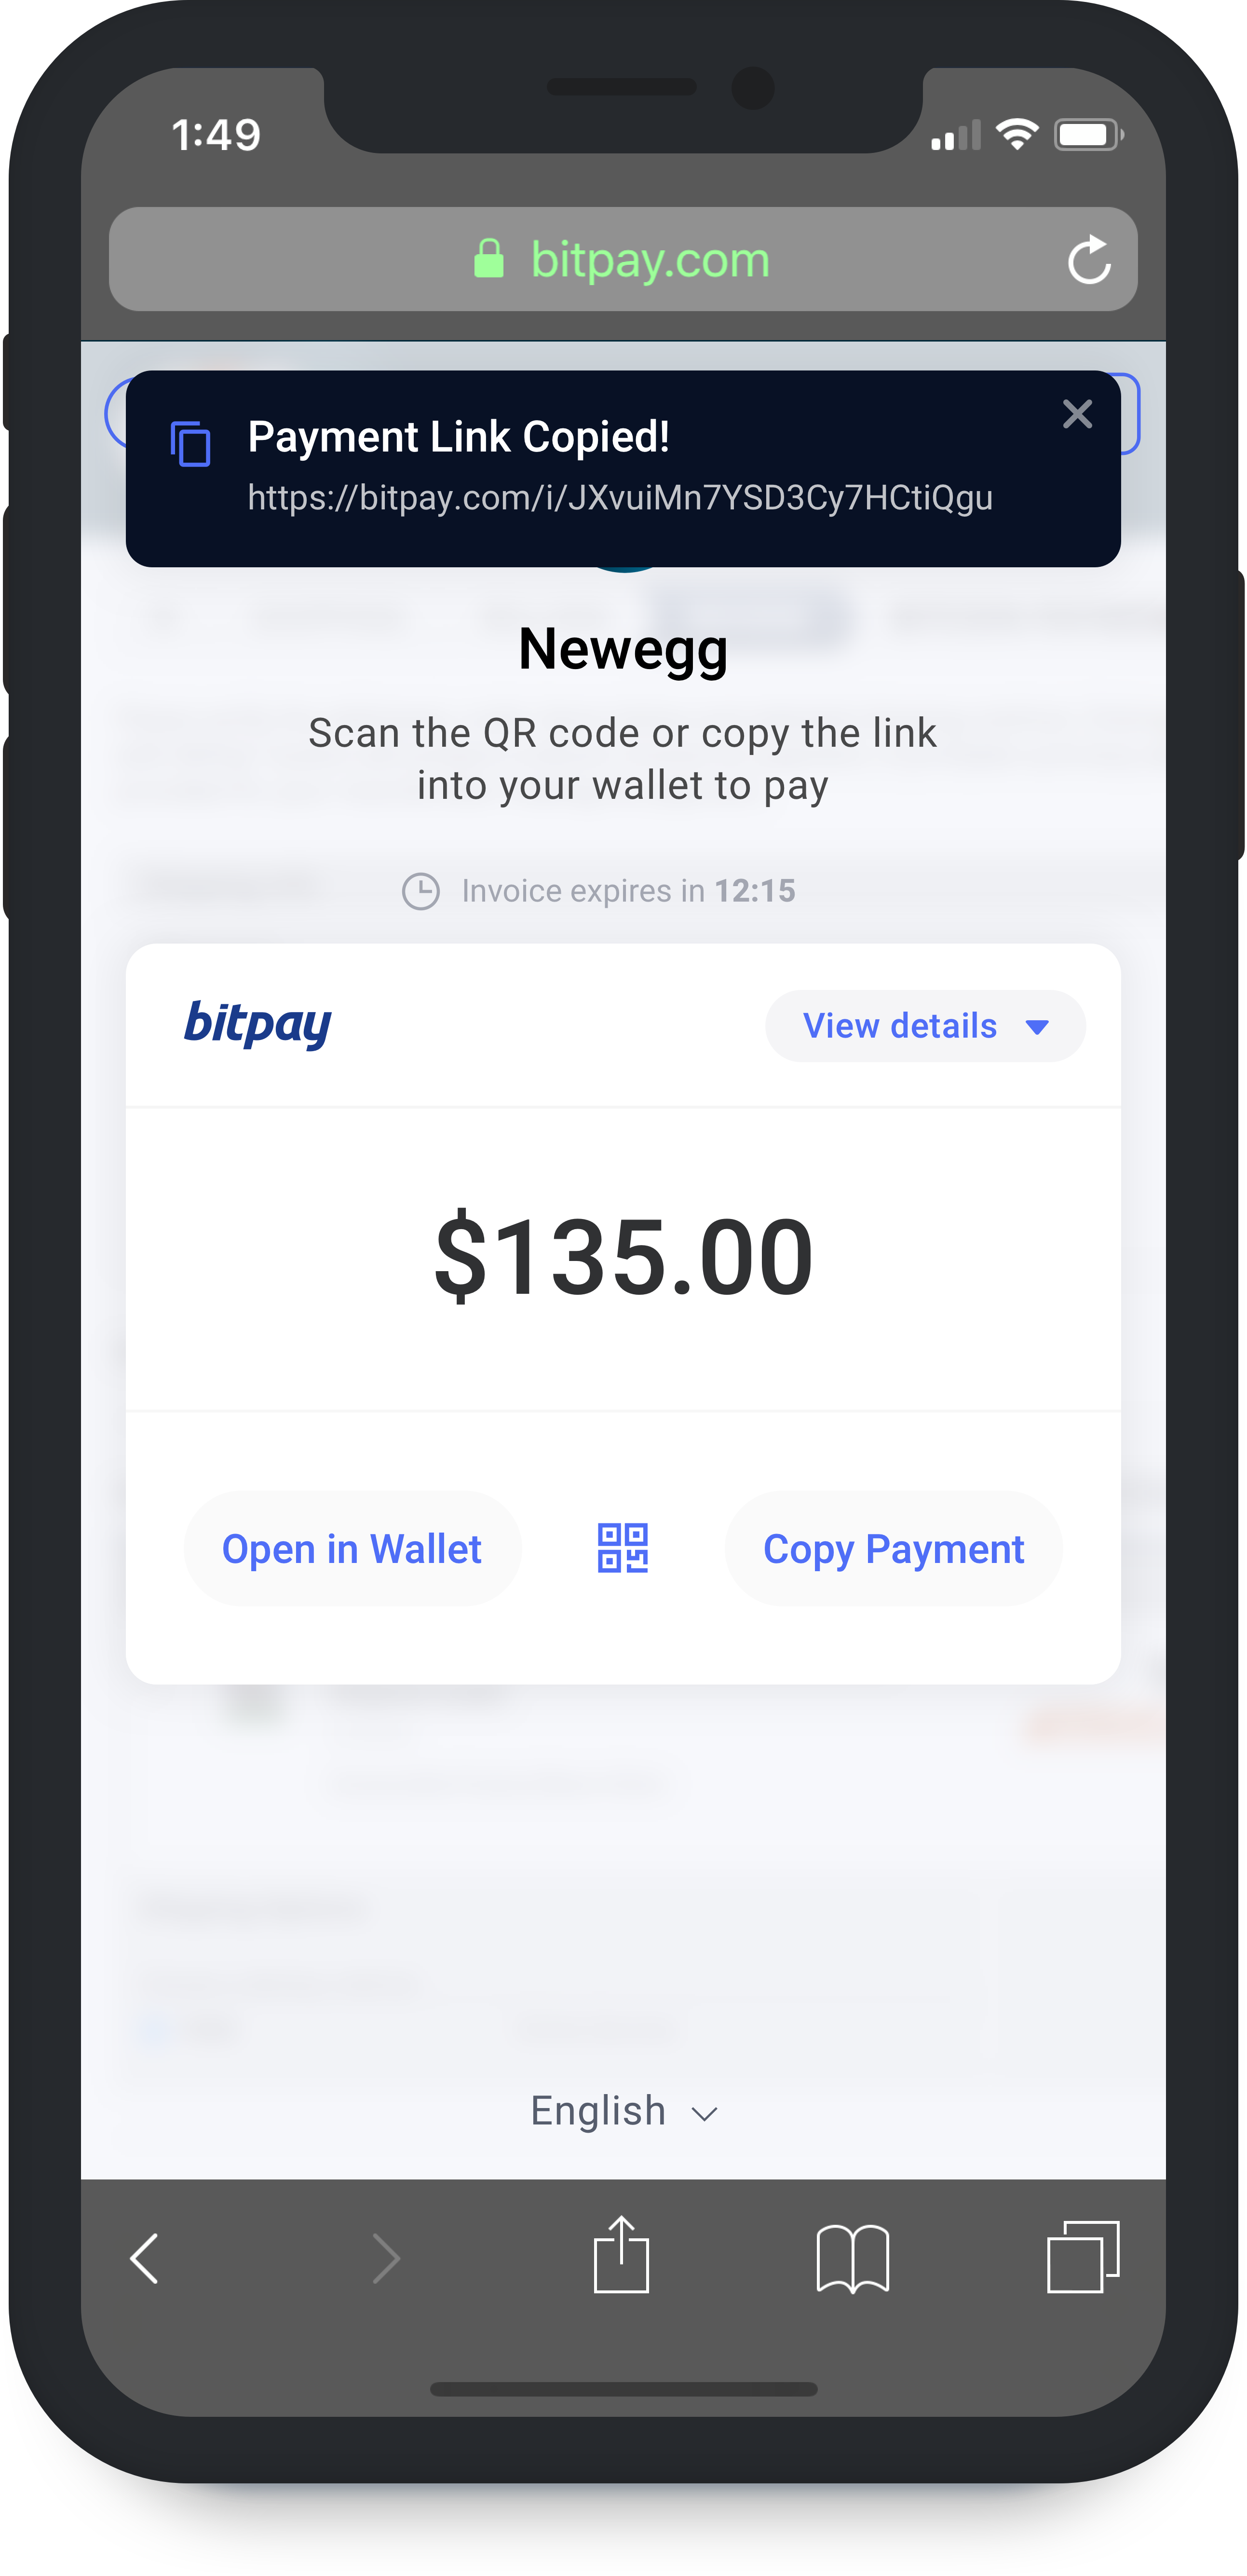 1:49
bitpay.com
Payment Link Copied!
https://bitpay.com/i/JXvuiMn7YSD3Cy7HCtiQgu
Newegg
Scan the QR code or copy the link
into your wallet to pay
Invoice expires in 12:15
bitpay
View details
$135.00
Open in Wallet
Copy Payment
English